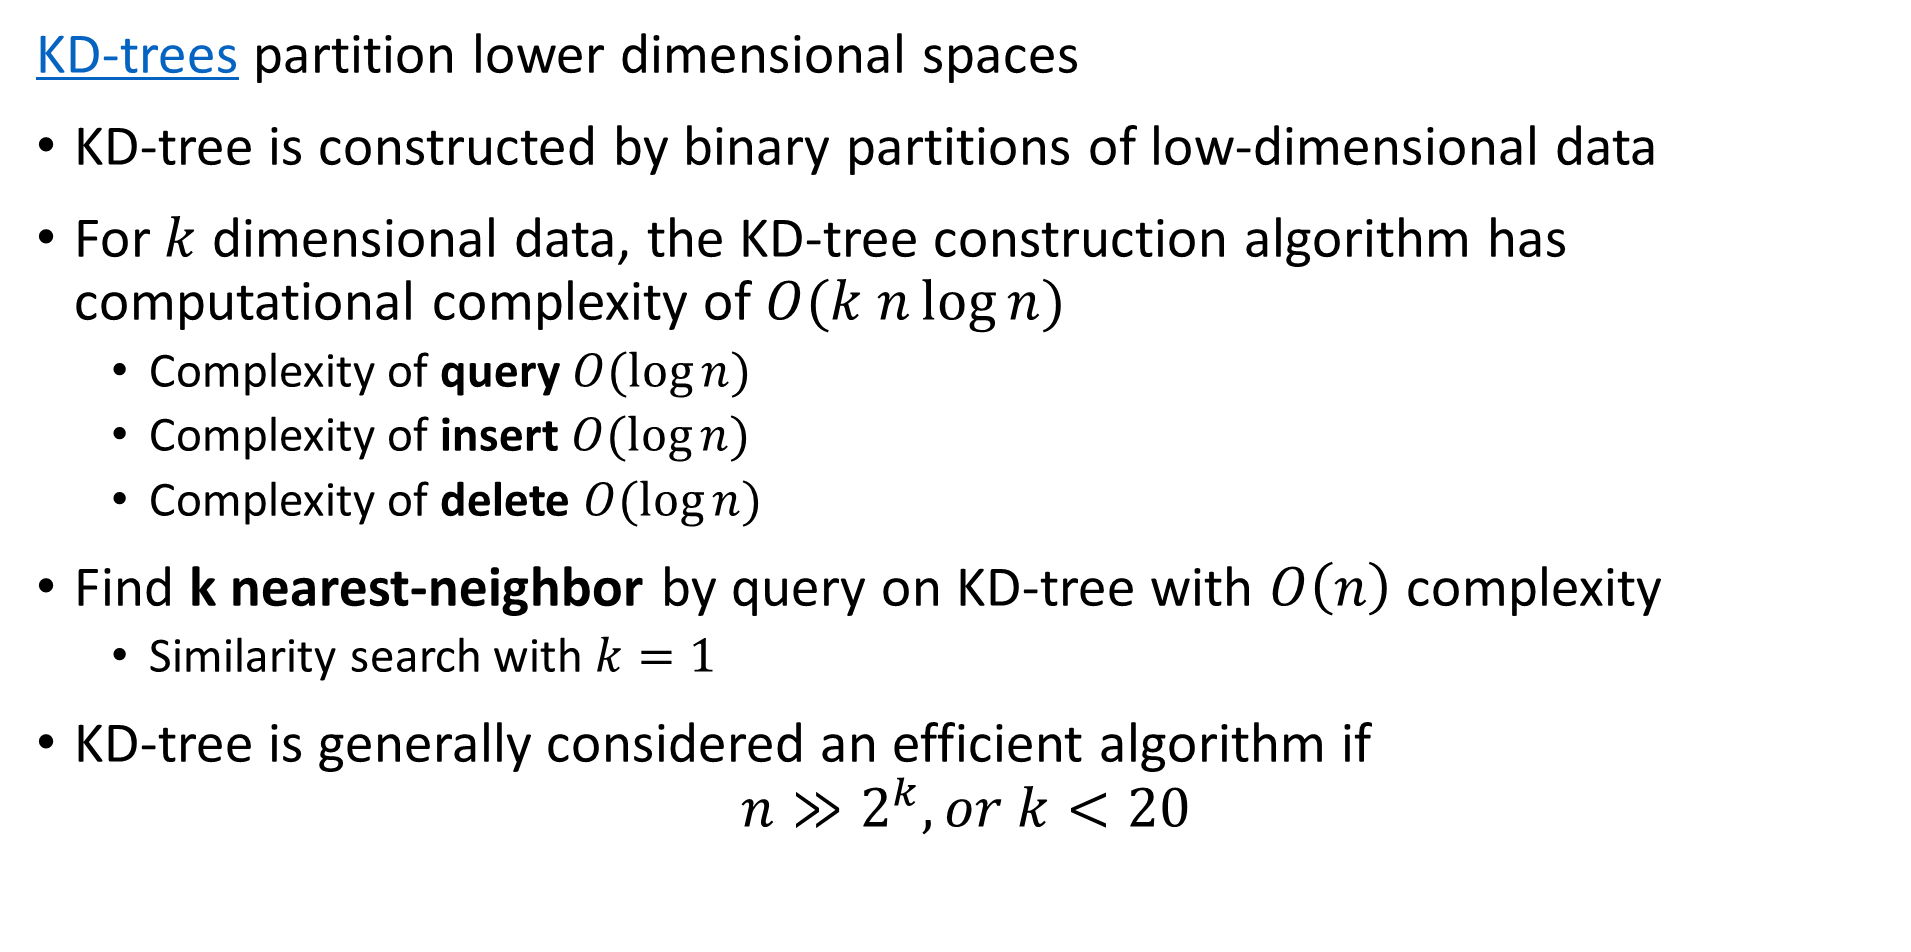 KD-trees partition lower dimensional spaces
• KD-tree is constructed by binary partitions of low-dimensional data
• For k dimensional data, the KD-tree construction algorithm has
computational complexity of O(k n log n)
• Complexity of query O(log n)
• Complexity of insert O(log n)
• Complexity of delete O(log n)
• Find k nearest-neighbor by query on KD-tree with O(n) complexity
• Similarity search with k = 1
• KD-tree is generally considered an efficient algorithm if
n ≫ 2^k, or k < 20